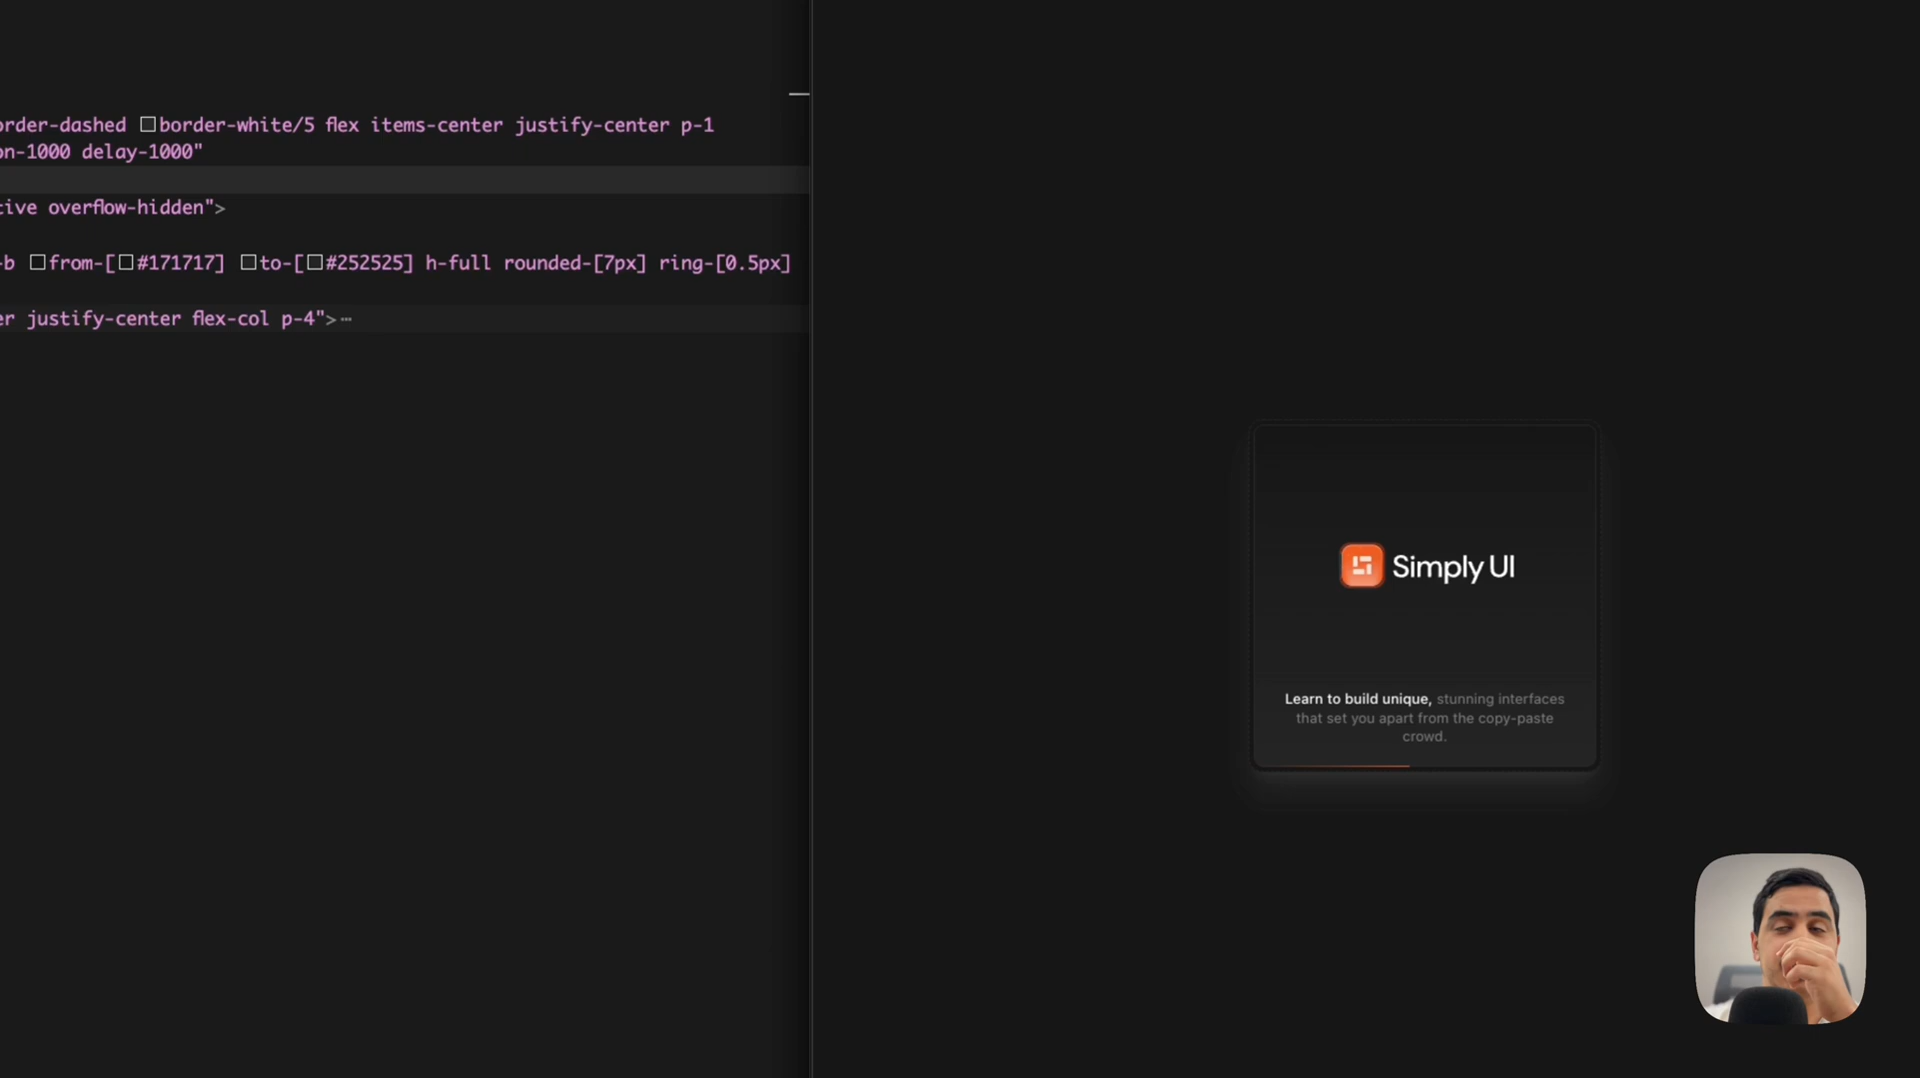 order-dashed border-white/5 flex items-center justify-center p-1
on-1000 delay-1000"
tive overflow-hidden">
-b from-[#171717] to-[#252525] h-full rounded-[7px] ring-[0.5px]
er justify-center flex-col p-4">…
Simply UI
Learn to build unique, stunning interfaces
that set you apart from the copy-paste
crowd.